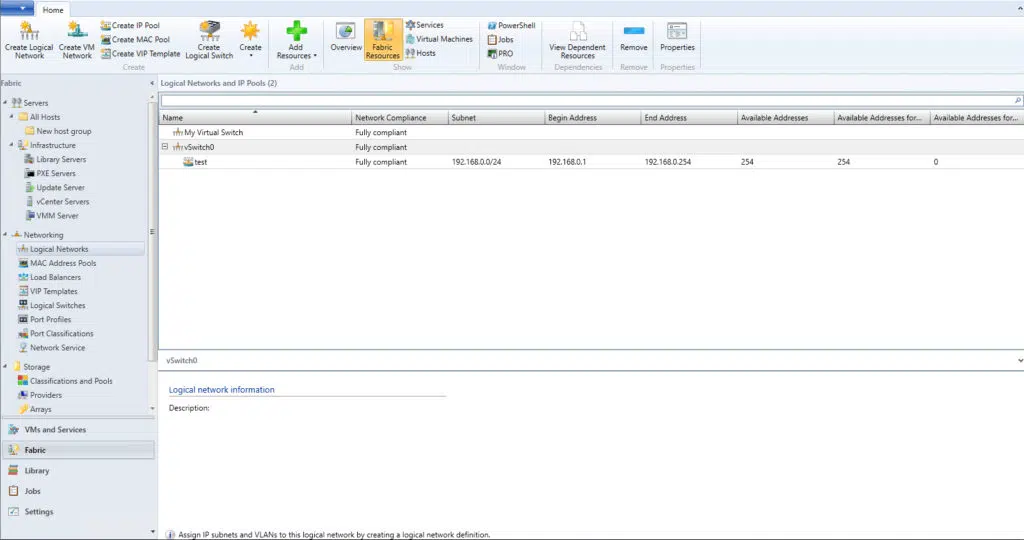 Home
Create Logical Network
Create VM Network
Create IP Pool
Create MAC Pool
Create VIP Template
Create Logical Switch
Create
Create
Add Resources
Add
Overview
Fabric Resources
Services
Virtual Machines
Hosts
Show
PowerShell
Jobs
PRO
Window
View Dependent Resources
Dependencies
Remove
Remove
Properties
Properties
Fabric
Servers
All Hosts
New host group
Infrastructure
Library Servers
PXE Servers
Update Server
vCenter Servers
VMM Server
Networking
Logical Networks
MAC Address Pools
Load Balancers
VIP Templates
Logical Switches
Port Profiles
Port Classifications
Network Service
Storage
Classifications and Pools
Providers
Arrays
VMs and Services
Fabric
Library
Jobs
Settings
Logical Networks and IP Pools (2)
Name Network Compliance Subnet Begin Address End Address Available Addresses Available Addresses for... Available Addresses for...
My Virtual Switch Fully compliant
vSwitch0 Fully compliant
test Fully compliant 192.168.0.0/24 192.168.0.1 192.168.0.254 254 254 0
vSwitch0
Logical network information
Description:
Assign IP subnets and VLANs to this logical network by creating a logical network definition.